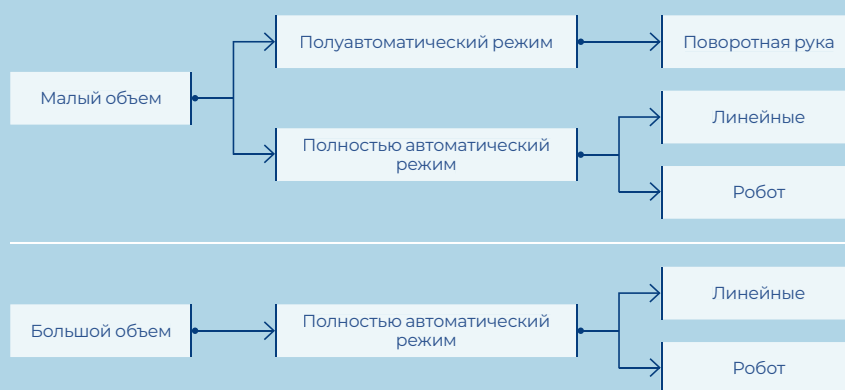 Полуавтоматический режим
Поворотная рука
Малый объем
Линейные
Полностью автоматический
режим
Робот
Линейные
Большой объем
Полностью автоматический
режим
Робот